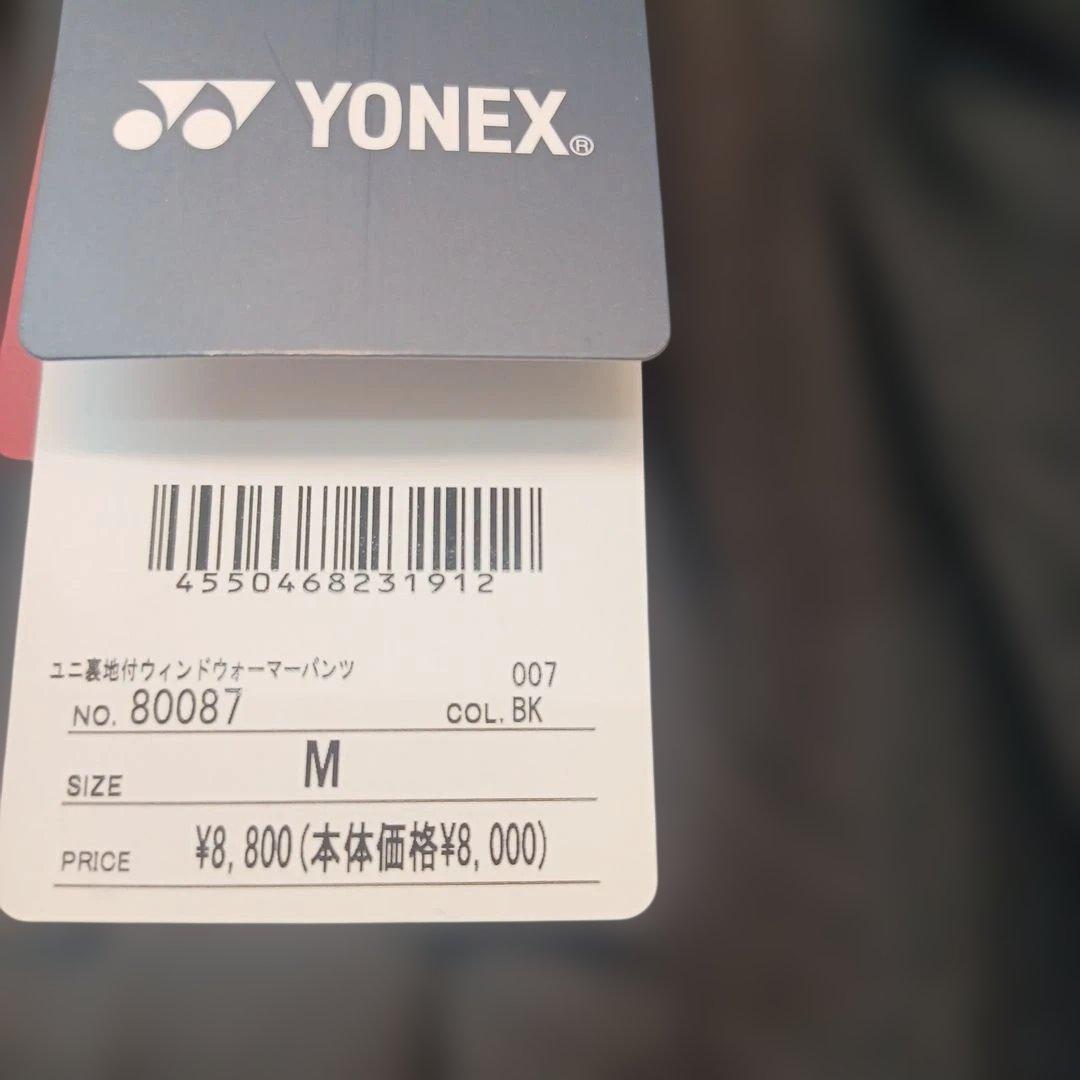 YONEX®
4550468231912
ユニ裏地付ウィンドウォーマーパンツ 007
NO. 80087 COL. BK
SIZE M
PRICE ¥8,800(本体価格¥8,000)